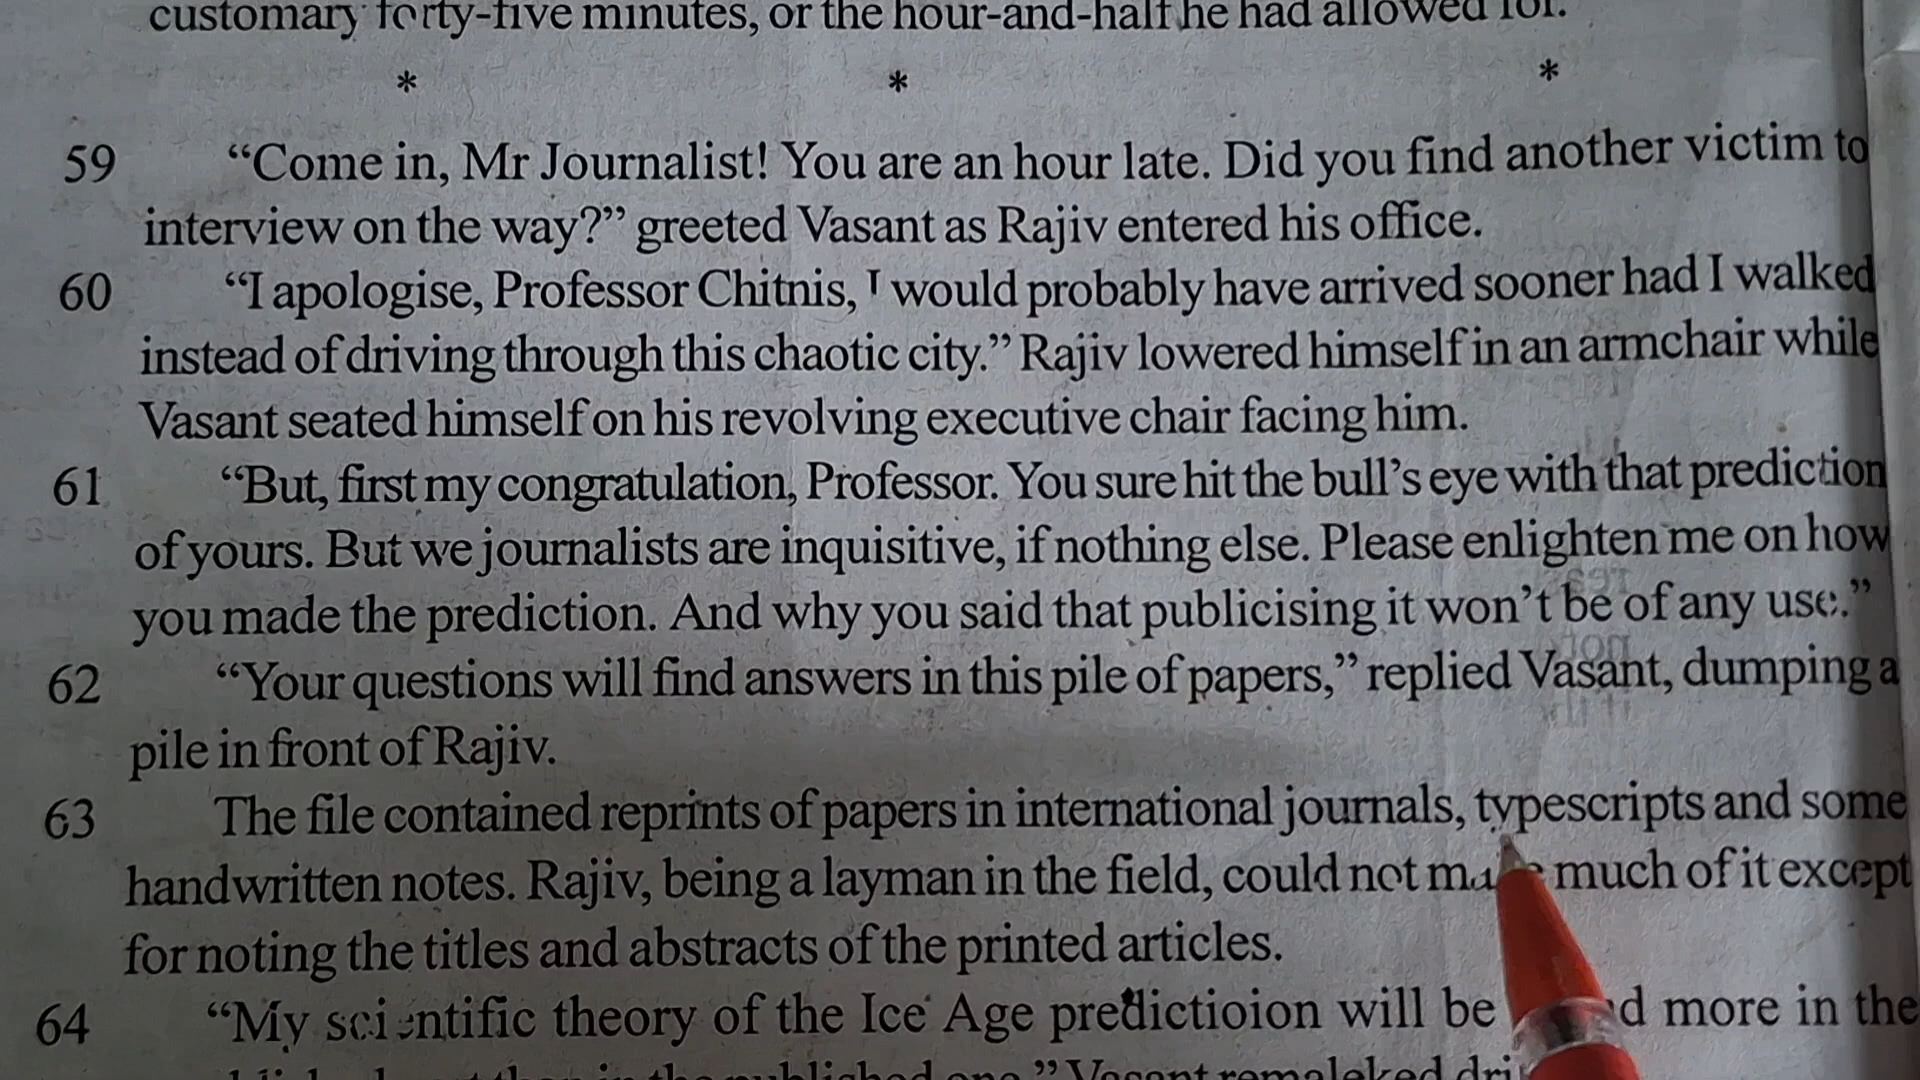 customary forty-five minutes, or the hour-and-half he had allowed for.
* * *
59 “Come in, Mr Journalist! You are an hour late. Did you find another victim to
interview on the way?” greeted Vasant as Rajiv entered his office.
60 “I apologise, Professor Chitnis, I would probably have arrived sooner had I walked
instead of driving through this chaotic city.” Rajiv lowered himself in an armchair while
Vasant seated himself on his revolving executive chair facing him.
61 “But, first my congratulation, Professor. You sure hit the bull’s eye with that prediction
of yours. But we journalists are inquisitive, if nothing else. Please enlighten me on how
you made the prediction. And why you said that publicising it won’t be of any use.”
62 “Your questions will find answers in this pile of papers,” replied Vasant, dumping a
pile in front of Rajiv.
63 The file contained reprints of papers in international journals, typescripts and some
handwritten notes. Rajiv, being a layman in the field, could not make much of it except
for noting the titles and abstracts of the printed articles.
64 “My scientific theory of the Ice Age predictioion will be more in the
than in the published one.” Vasant remaleked